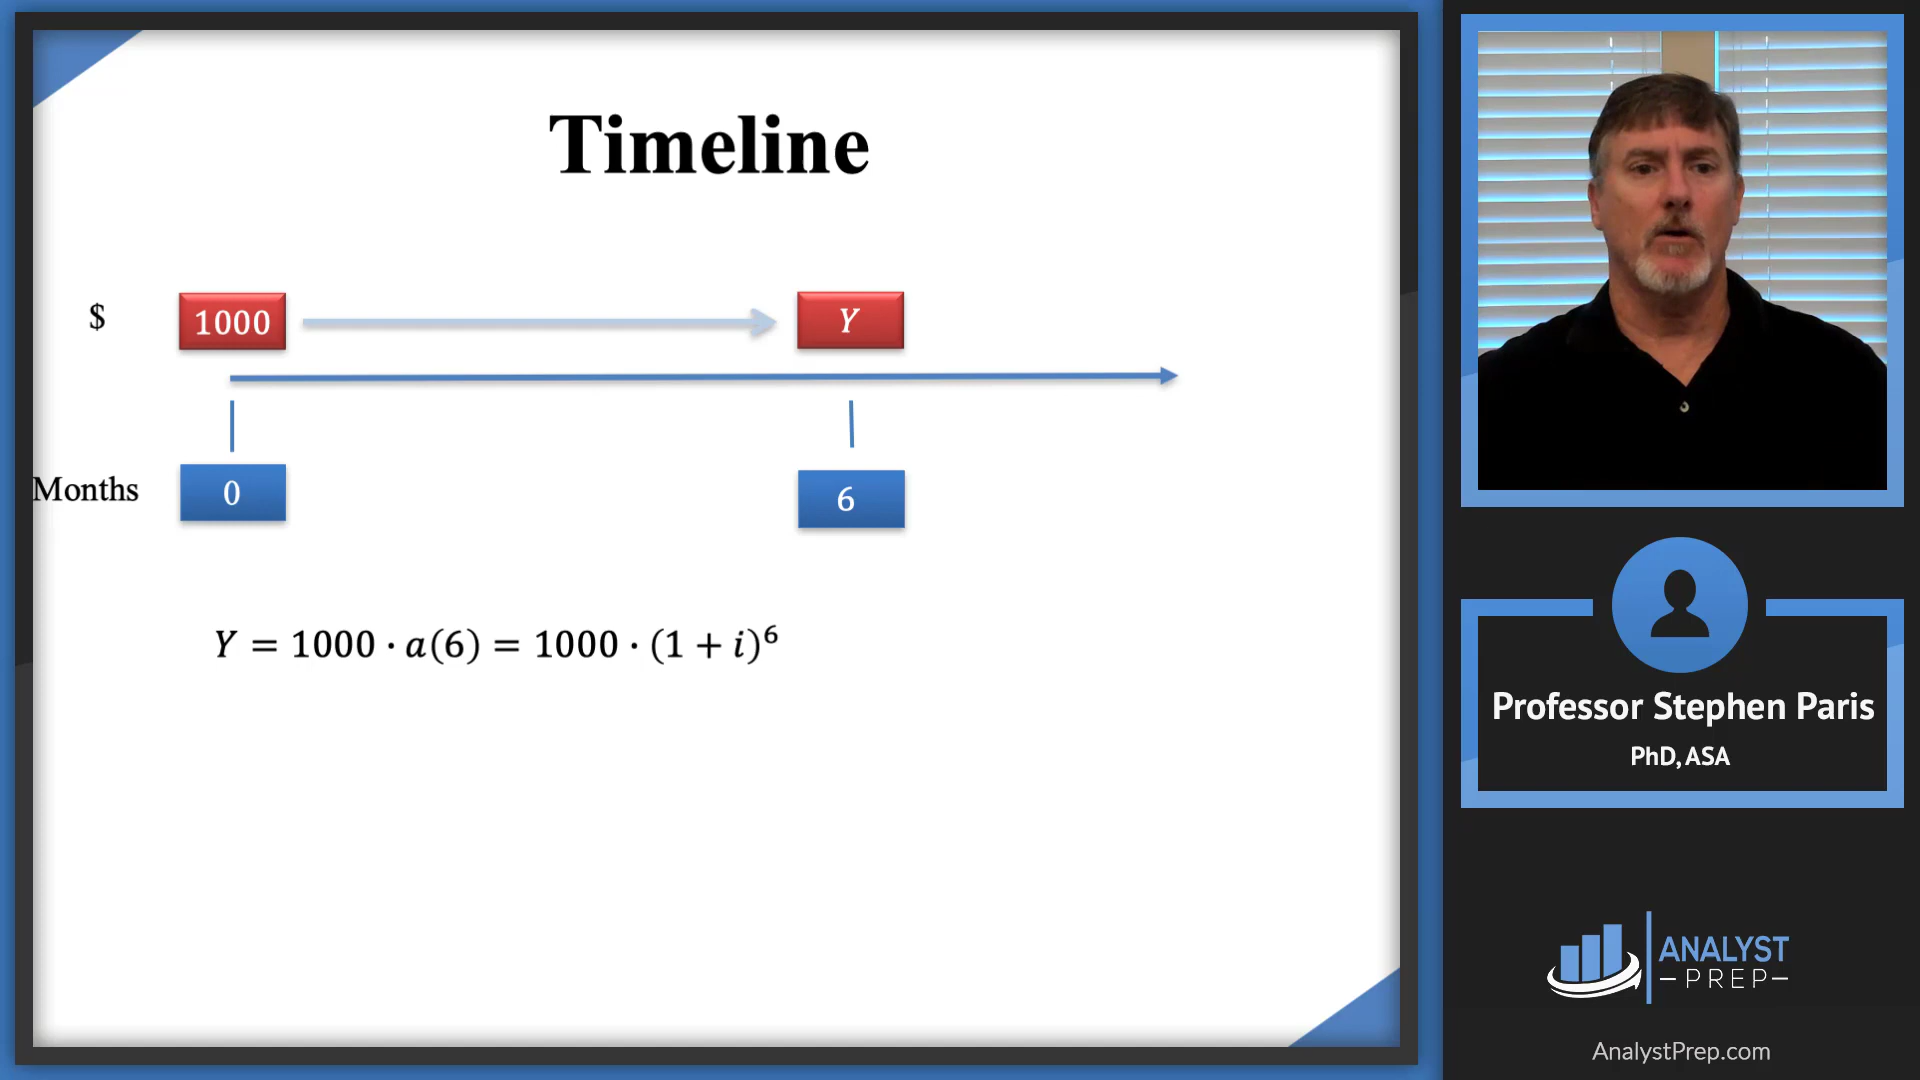 Timeline
$ 1000 Y
Months 0 6
Y = 1000 · a(6) = 1000 · (1 + i)⁶
Professor Stephen Paris
PhD, ASA
ANALYST
PREP
AnalystPrep.com